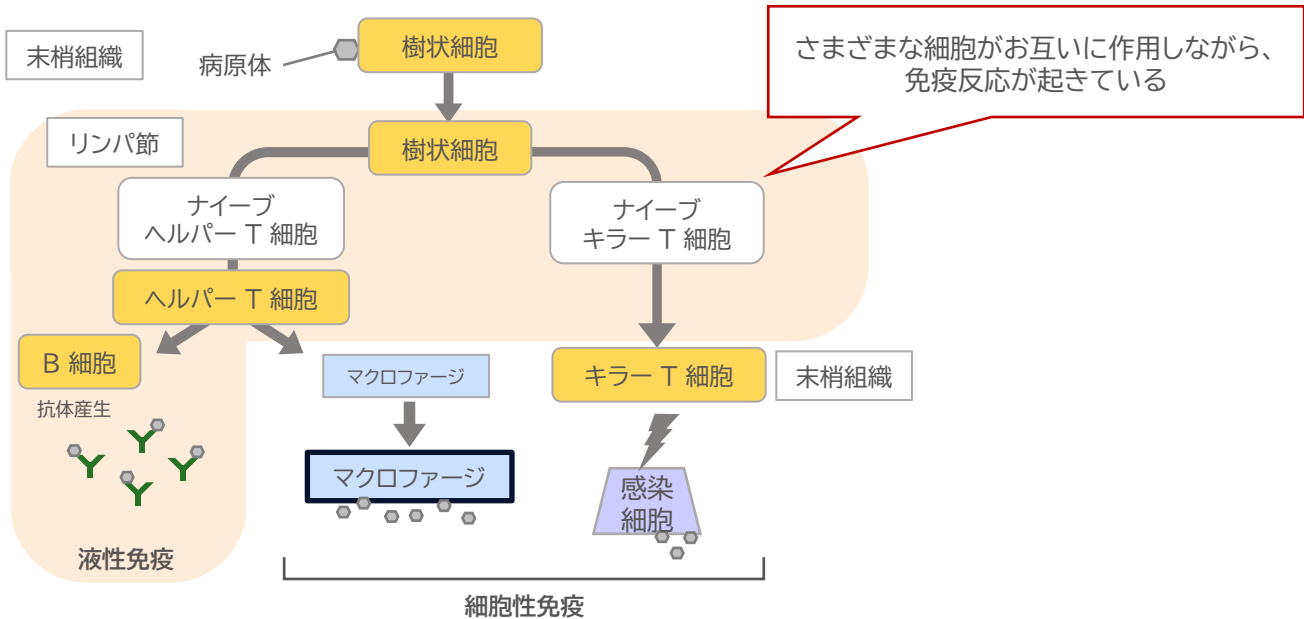 末梢組織
病原体
樹状細胞
さまざまな細胞がお互いに作用しながら、
免疫反応が起きている
リンパ節
樹状細胞
ナイーブ
ヘルパー T 細胞
ナイーブ
キラー T 細胞
ヘルパー T 細胞
B 細胞
抗体産生
マクロファージ
キラー T 細胞
末梢組織
マクロファージ
感染
細胞
液性免疫
細胞性免疫